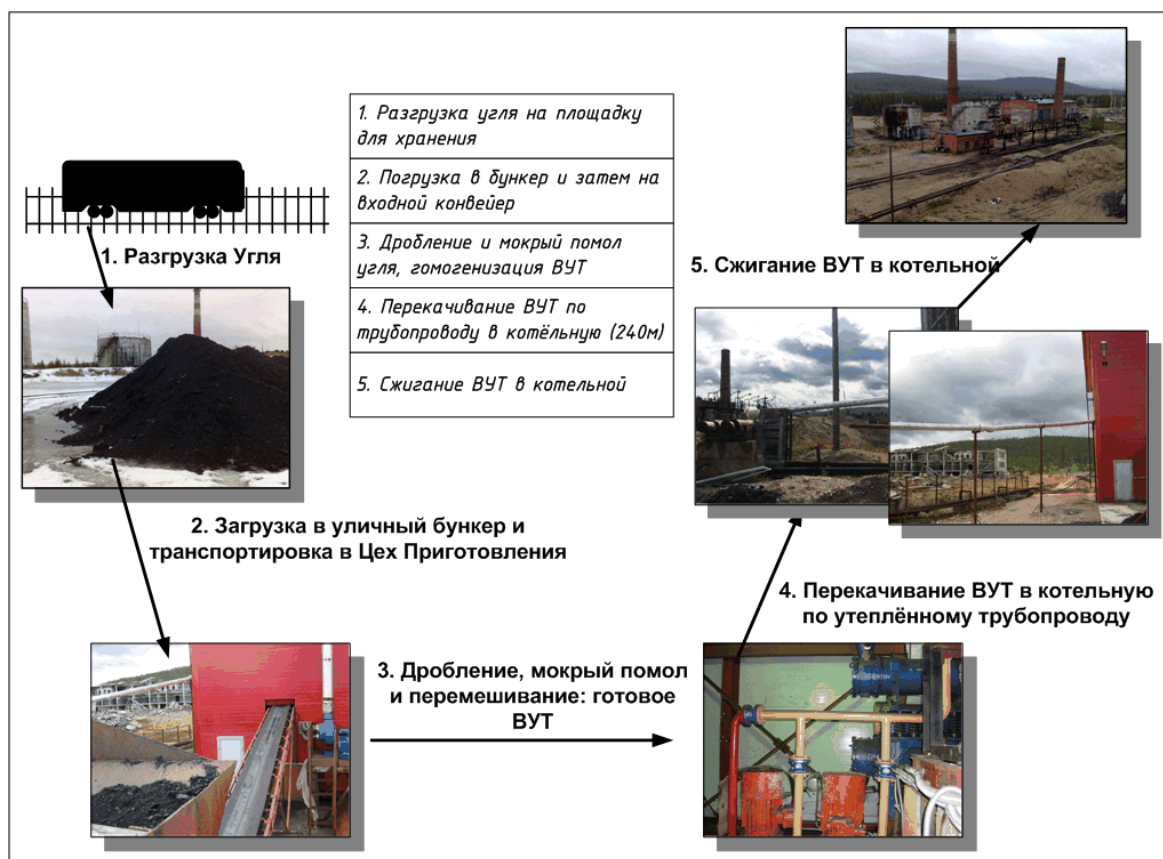 1. Разгрузка угля на площадку
для хранения
2. Погрузка в бункер и затем на
входной конвейер
3. Дробление и мокрый помол
угля, гомогенизация ВУТ
4. Перекачивание ВУТ по
трубопроводу в котёльную (240м)
5. Сжигание ВУТ в котельной
1. Разгрузка Угля
2. Загрузка в уличный бункер и
транспортировка в Цех Приготовления
3. Дробление, мокрый помол
и перемешивание: готовое
ВУТ
4. Перекачивание ВУТ в котельную
по утеплённому трубопроводу
5. Сжигание ВУТ в котельной